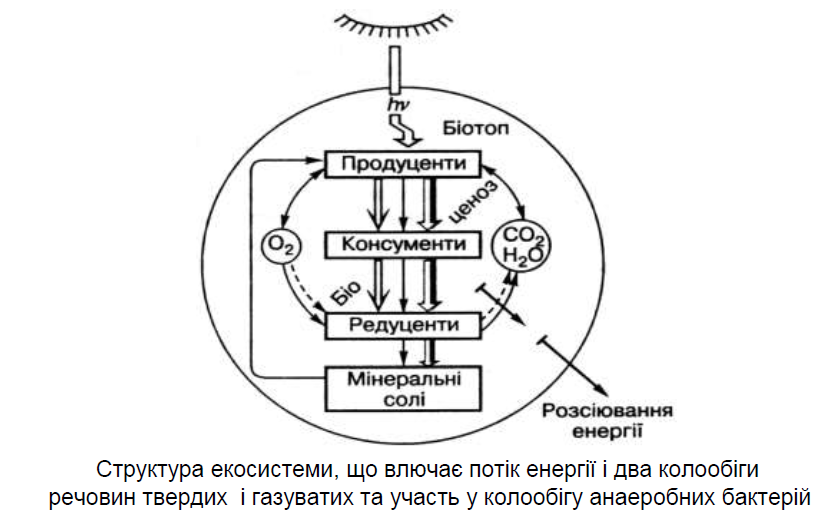 hν
Біотоп
Продуценти
ценоз
O₂
Консументи
CO₂
H₂O
Біо
Редуценти
Мінеральні
солі
Розсіювання
енергії
Структура екосистеми, що влючає потік енергії і два колообіги
речовин твердих і газуватих та участь у колообігу анаеробних бактерій